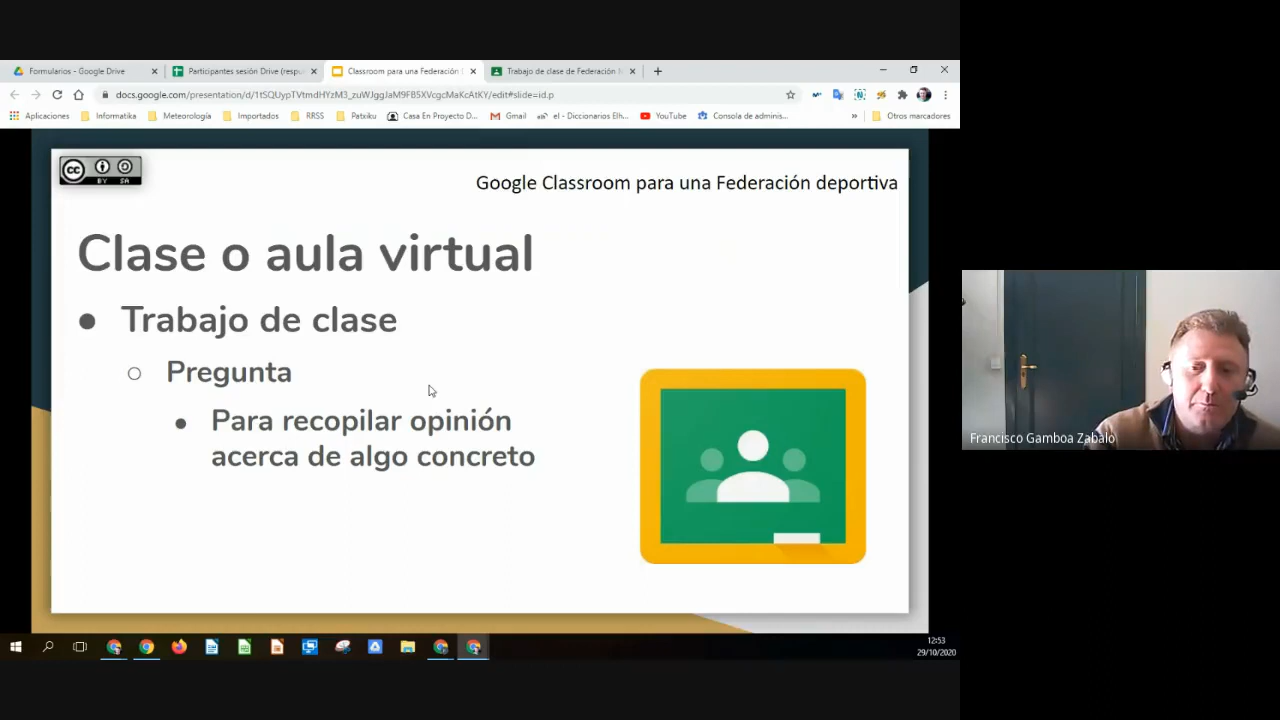 Formularios - Google Drive
Participantes sesión Drive (respu
Classroom para una Federación
Trabajo de clase de Federación
docs.google.com/presentation/d/
/edit#slide=id.p
Aplicaciones
Informatika
Meteorología
Importados
RRSS
Patxiku
Casa En Proyecto D...
Gmail
el - Diccionarios Elh...
YouTube
Consola de adminis...
»
Otros marcadores
cc
BY SA
Google Classroom para una Federación deportiva
Clase o aula virtual
● Trabajo de clase
○ Pregunta
● Para recopilar opinión
acerca de algo concreto
Francisco Gamboa Zabalo
12:53
29/10/2020